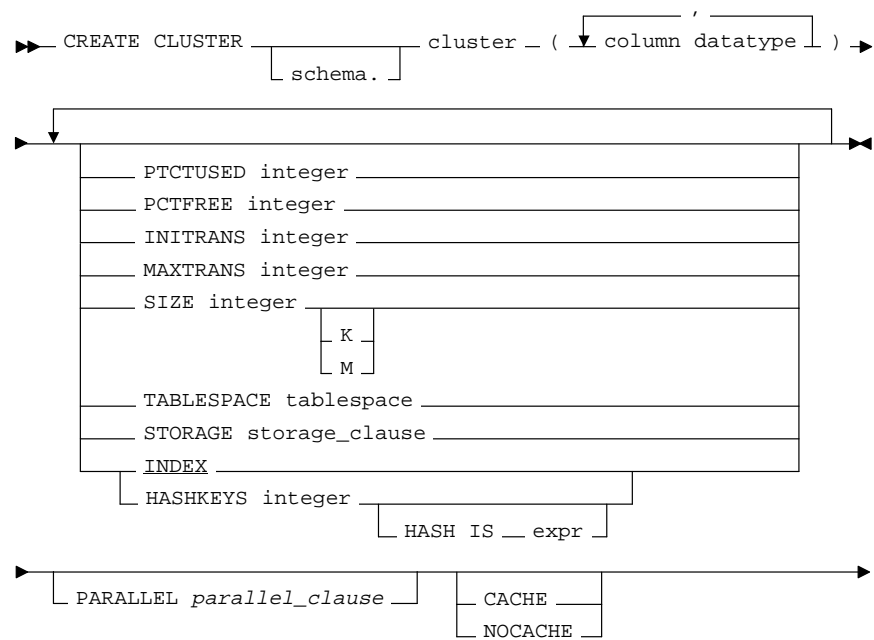 CREATE CLUSTER schema. cluster ( column datatype , )
PTCTUSED integer
PCTFREE integer
INITRANS integer
MAXTRANS integer
SIZE integer
K
M
TABLESPACE tablespace
STORAGE storage_clause
INDEX
HASHKEYS integer
HASH IS expr
PARALLEL parallel_clause CACHE
NOCACHE